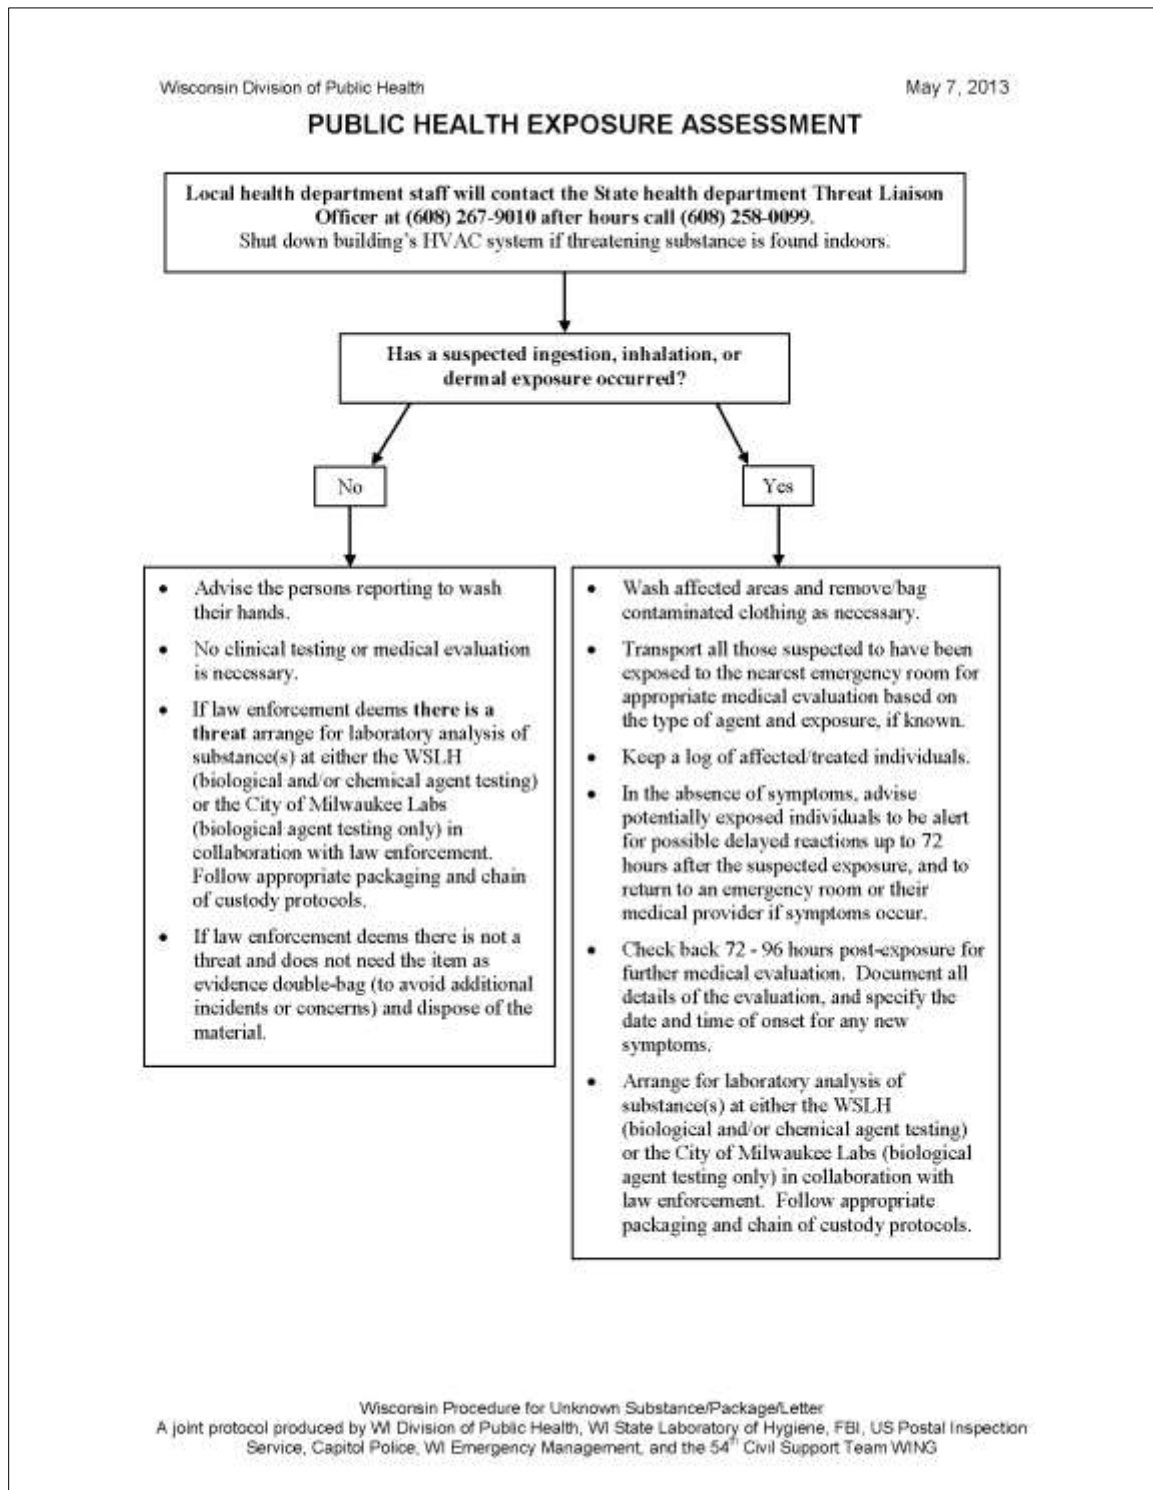 Wisconsin Division of Public Health
May 7, 2013
PUBLIC HEALTH EXPOSURE ASSESSMENT
Local health department staff will contact the State health department Threat Liaison
Officer at (608) 267-9010 after hours call (608) 258-0099.
Shut down building's HVAC system if threatening substance is found indoors.
Has a suspected ingestion, inhalation, or
dermal exposure occurred?
No
Yes
• Advise the persons reporting to wash
their hands.
• No clinical testing or medical evaluation
is necessary.
• If law enforcement deems there is a
threat arrange for laboratory analysis of
substance(s) at either the WSLH
(biological and/or chemical agent testing)
or the City of Milwaukee Labs
(biological agent testing only) in
collaboration with law enforcement.
Follow appropriate packaging and chain
of custody protocols.
• If law enforcement deems there is not a
threat and does not need the item as
evidence double-bag (to avoid additional
incidents or concerns) and dispose of the
material.
• Wash affected areas and remove/bag
contaminated clothing as necessary.
• Transport all those suspected to have been
exposed to the nearest emergency room for
appropriate medical evaluation based on
the type of agent and exposure, if known.
• Keep a log of affected/treated individuals.
• In the absence of symptoms, advise
potentially exposed individuals to be alert
for possible delayed reactions up to 72
hours after the suspected exposure, and to
return to an emergency room or their
medical provider if symptoms occur.
• Check back 72 - 96 hours post-exposure for
further medical evaluation. Document all
details of the evaluation, and specify the
date and time of onset for any new
symptoms.
• Arrange for laboratory analysis of
substance(s) at either the WSLH
(biological and/or chemical agent testing)
or the City of Milwaukee Labs (biological
agent testing only) in collaboration with
law enforcement. Follow appropriate
packaging and chain of custody protocols.
Wisconsin Procedure for Unknown Substance/Package/Letter
A joint protocol produced by WI Division of Public Health, WI State Laboratory of Hygiene, FBI, US Postal Inspection
Service, Capitol Police, WI Emergency Management, and the 54th Civil Support Team WING